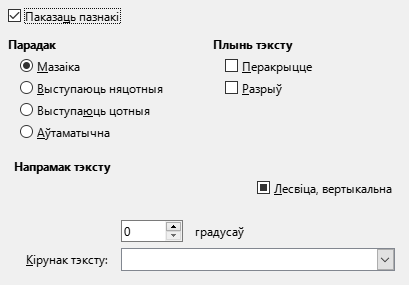 Паказаць пазнакі
Парадак
Плынь тэксту
Мазаіка
Перакрыцце
Выступаюць няцотныя
Разрыў
Выступаюць цотныя
Аўтаматычна
Напрамак тэксту
Лесвіца, вертыкальна
0
градусаў
Кірунак тэксту: